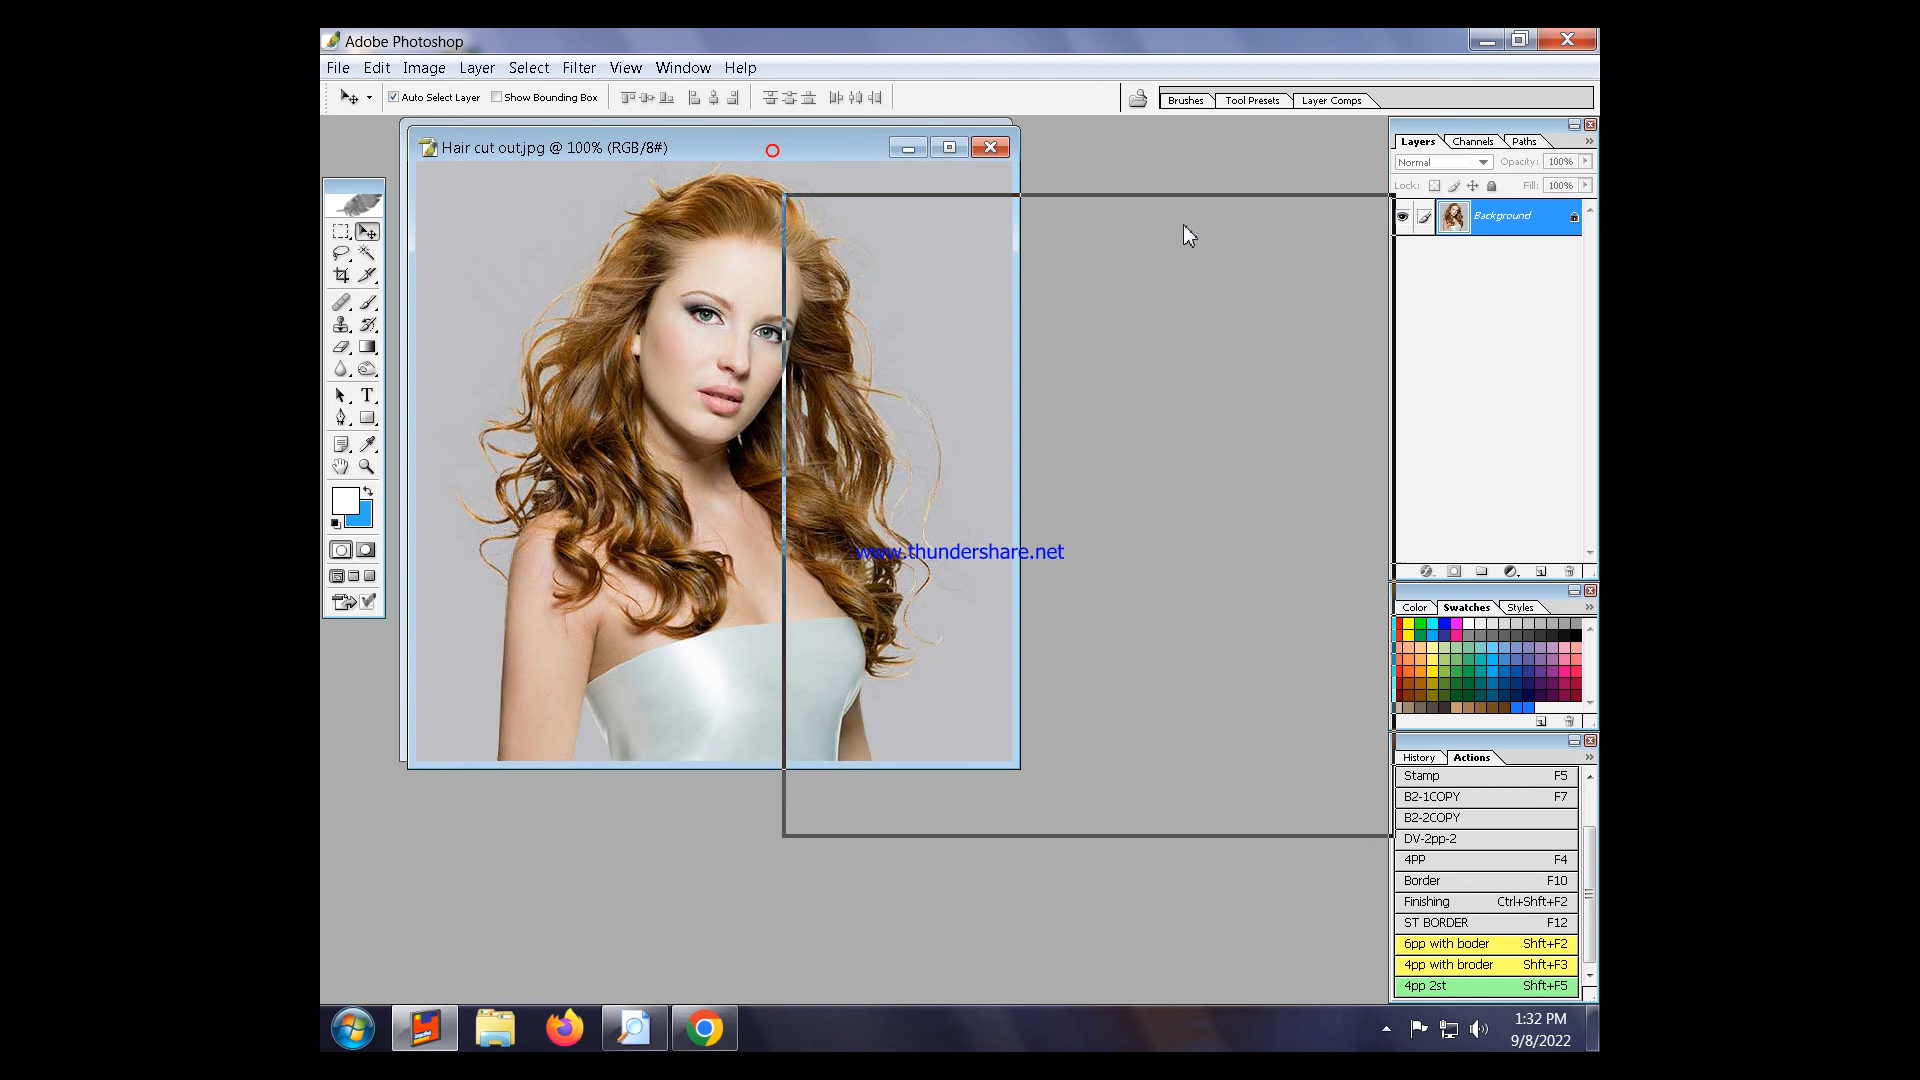 Adobe Photoshop
File Edit Image Layer Select Filter View Window Help
Auto Select Layer Show Bounding Box Brushes Tool Presets Layer Comps
Hair cut out.jpg @ 100% (RGB/8#)
Layers Channels Paths
Normal Opacity: 100%
Lock: Fill: 100%
Background
T
www.thundershare.net
Color Swatches Styles
History Actions
Stamp F5
B2-1COPY F7
B2-2COPY
DV-2pp-2
4PP F4
Border F10
Finishing Ctrl+Shft+F2
ST BORDER F12
6pp with boder Shft+F2
4pp with broder Shft+F3
4pp 2st Shft+F5
1:32 PM
9/8/2022